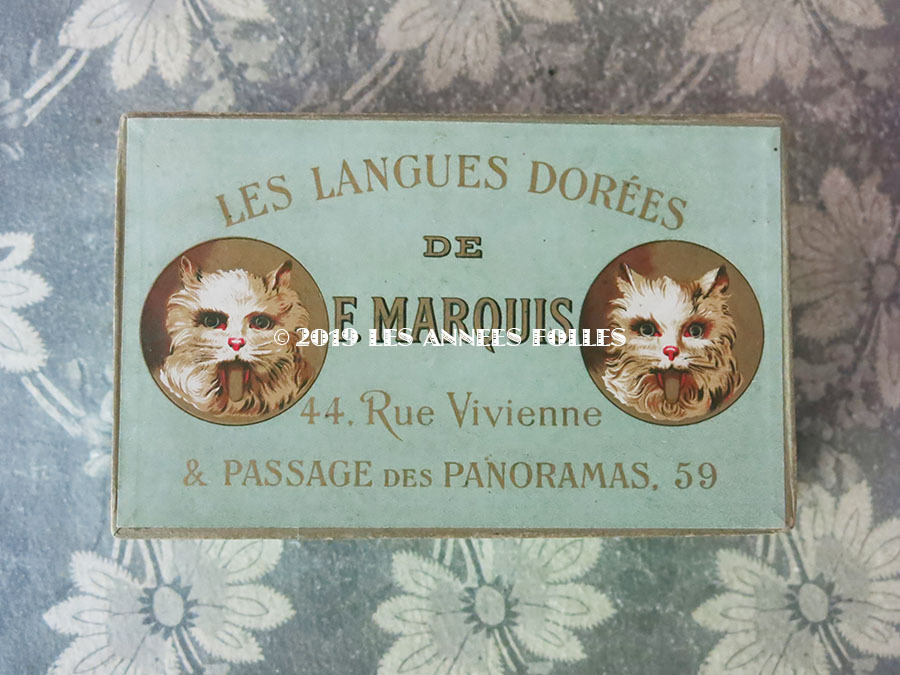 LES LANGUES DORÉES
DE
F. MARQUIS
© 2019 LES ANNEES FOLLES
44, Rue Vivienne
& PASSAGE DES PANORAMAS, 59